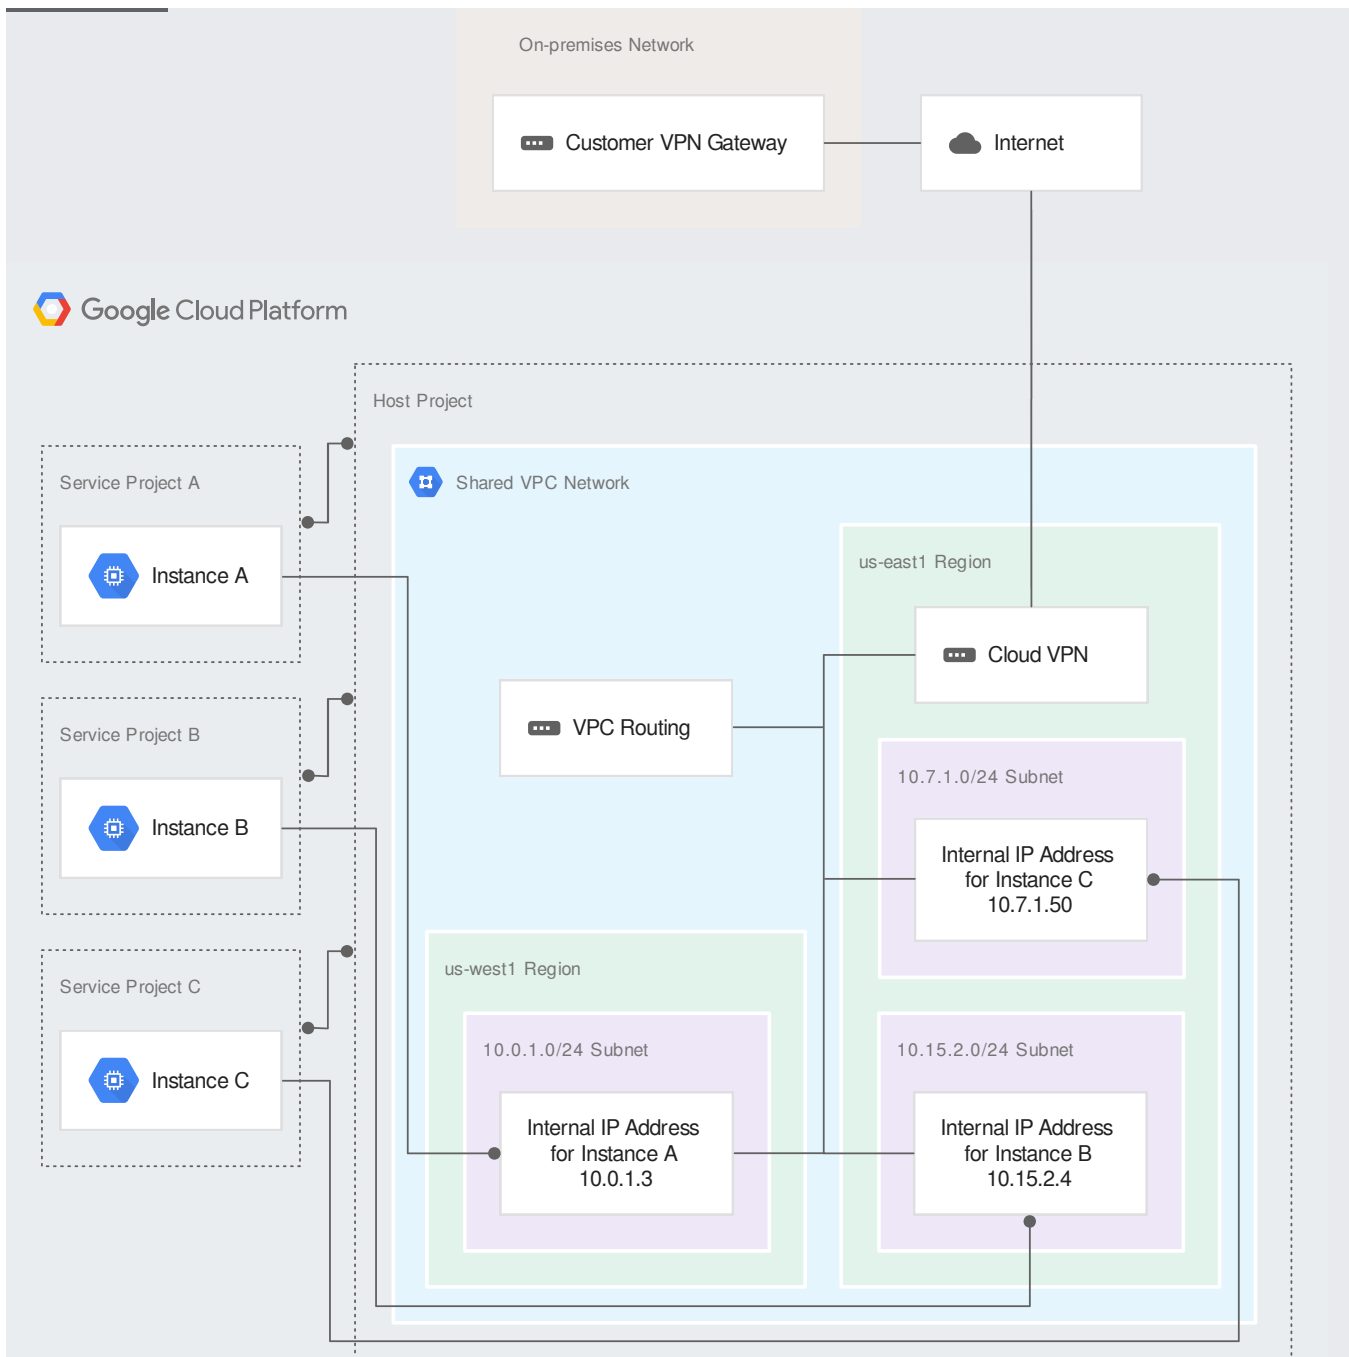 On-premises Network
Customer VPN Gateway
Internet
Google Cloud Platform
Host Project
Service Project A
Shared VPC Network
Instance A
us-east1 Region
Cloud VPN
VPC Routing
Service Project B
10.7.1.0/24 Subnet
Instance B
Internal IP Address
for Instance C
10.7.1.50
us-west1 Region
Service Project C
10.0.1.0/24 Subnet
10.15.2.0/24 Subnet
Instance C
Internal IP Address
for Instance A
10.0.1.3
Internal IP Address
for Instance B
10.15.2.4